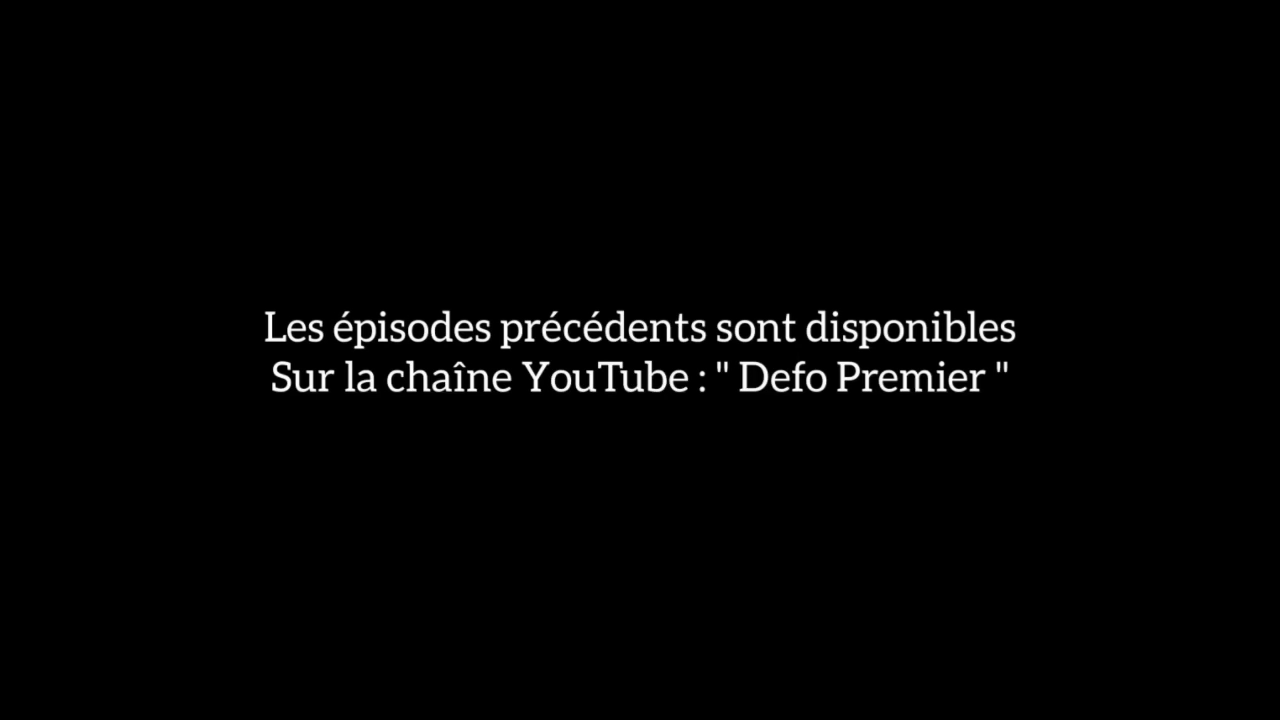 Les épisodes précédents sont disponibles
Sur la chaîne YouTube : " Defo Premier "